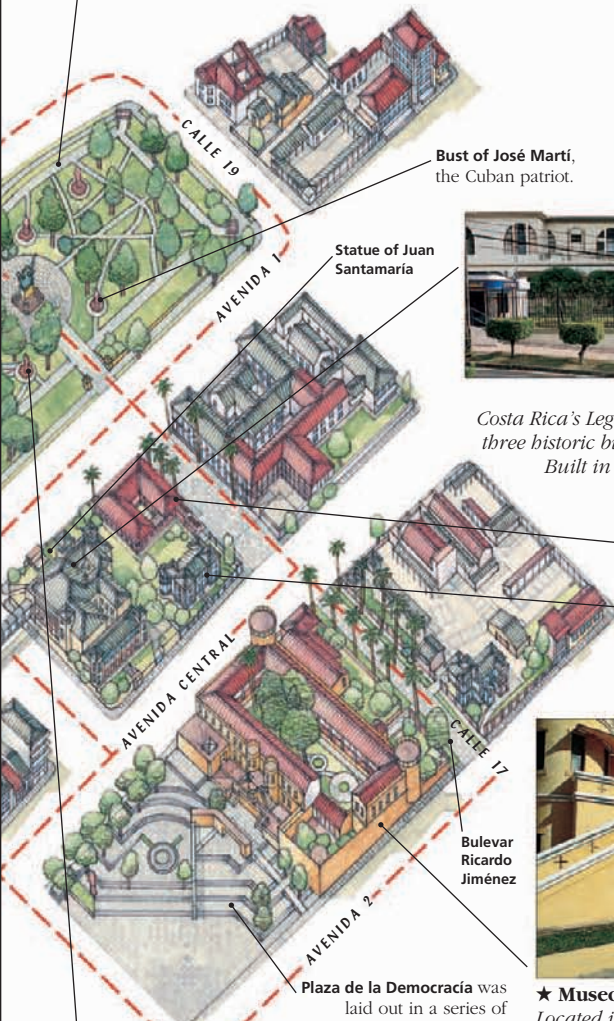 CALLE 19
Bust of José Martí,
the Cuban patriot.
Statue of Juan
Santamaría
AVENIDA 1
Costa Rica's Leg
three historic b
Built in
AVENIDA CENTRAL
CALLE 17
Bulevar
Ricardo
Jiménez
AVENIDA 2
Plaza de la Democracía was
laid out in a series of
★ Museo
Located